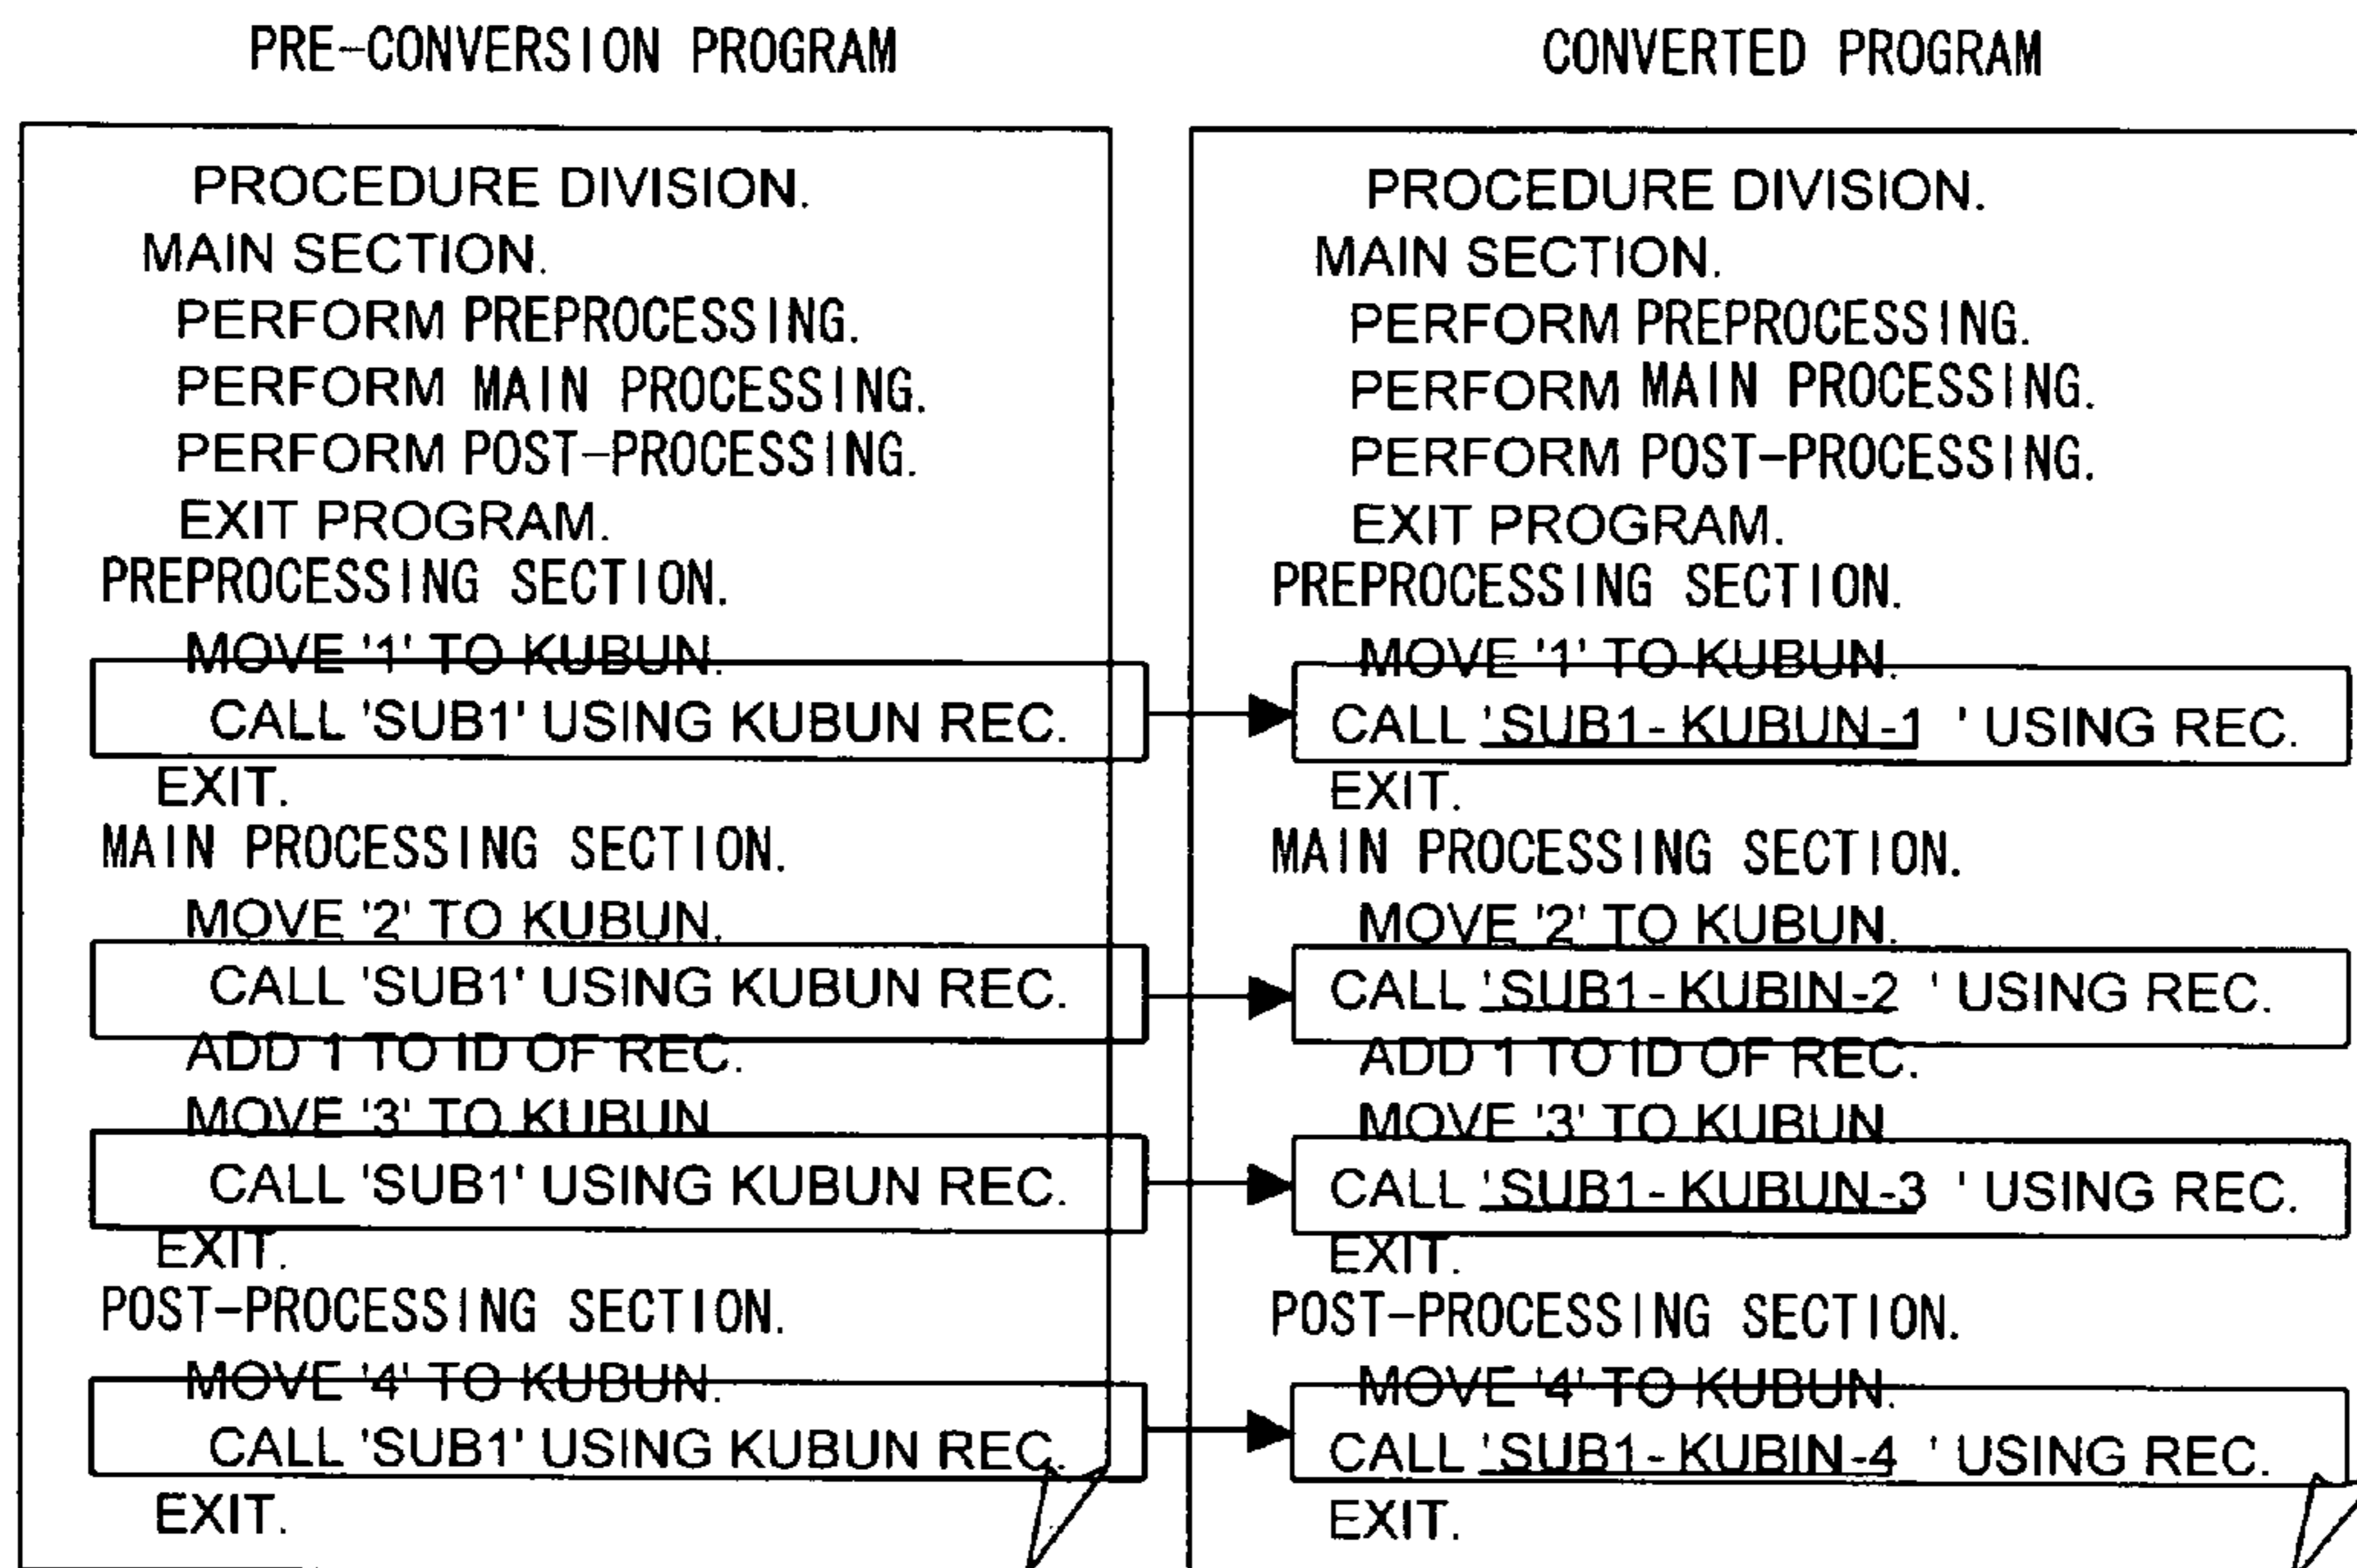 PRE-CONVERSION PROGRAM
PROCEDURE DIVISION.
MAIN SECTION.
PERFORM PREPROCESSING.
PERFORM MAIN PROCESSING.
PERFORM POST-PROCESSING.
EXIT PROGRAM.
PREPROCESSING SECTION.
MOVE '1' TO KUBUN.
CALL 'SUB1' USING KUBUN REC.
EXIT.
MAIN PROCESSING SECTION.
MOVE '2' TO KUBUN.
CALL 'SUB1' USING KUBUN REC.
ADD 1 TO ID OF REC.
MOVE '3' TO KUBUN
CALL 'SUB1' USING KUBUN REC.
EXIT.
POST-PROCESSING SECTION.
MOVE '4' TO KUBUN.
CALL 'SUB1' USING KUBUN REC.
EXIT.
CONVERTED PROGRAM
PROCEDURE DIVISION.
MAIN SECTION.
PERFORM PREPROCESSING.
PERFORM MAIN PROCESSING.
PERFORM POST-PROCESSING.
EXIT PROGRAM.
PREPROCESSING SECTION.
MOVE '1' TO KUBUN.
CALL 'SUB1- KUBUN -1 ' USING REC.
EXIT.
MAIN PROCESSING SECTION.
MOVE '2' TO KUBUN.
CALL 'SUB1- KUBIN -2 ' USING REC.
ADD 1 TO ID OF REC.
MOVE '3' TO KUBUN
CALL 'SUB1- KUBUN -3 ' USING REC.
EXIT.
POST-PROCESSING SECTION.
MOVE '4' TO KUBUN.
CALL 'SUB1- KUBIN -4 ' USING REC.
EXIT.